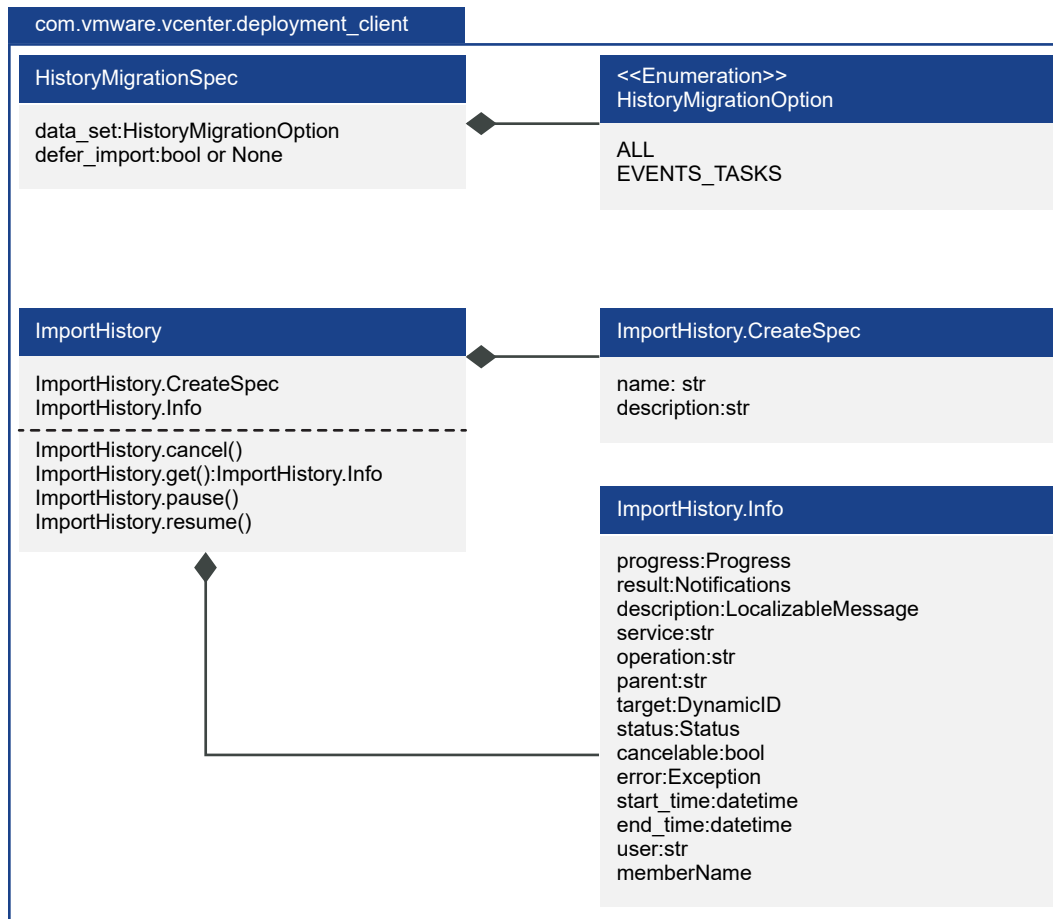 com.vmware.vcenter.deployment_client
HistoryMigrationSpec
data_set:HistoryMigrationOption
defer_import:bool or None
<<Enumeration>>
HistoryMigrationOption
ALL
EVENTS_TASKS
ImportHistory
ImportHistory.CreateSpec
ImportHistory.Info
ImportHistory.cancel()
ImportHistory.get():ImportHistory.Info
ImportHistory.pause()
ImportHistory.resume()
ImportHistory.CreateSpec
name: str
description:str
ImportHistory.Info
progress:Progress
result:Notifications
description:LocalizableMessage
service:str
operation:str
parent:str
target:DynamicID
status:Status
cancelable:bool
error:Exception
start_time:datetime
end_time:datetime
user:str
memberName